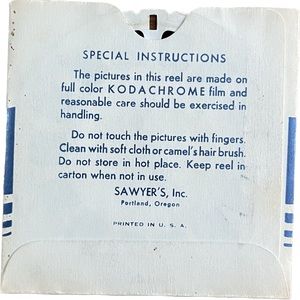 SPECIAL INSTRUCTIONS
The pictures in this reel are made on
full color KODACHROME film and
reasonable care should be exercised in
handling.
Do not touch the pictures with fingers.
Clean with soft cloth or camel's hair brush.
Do not store in hot place. Keep reel in
carton when not in use.
SAWYER'S, Inc.
Portland, Oregon
PRINTED IN U. S. A.